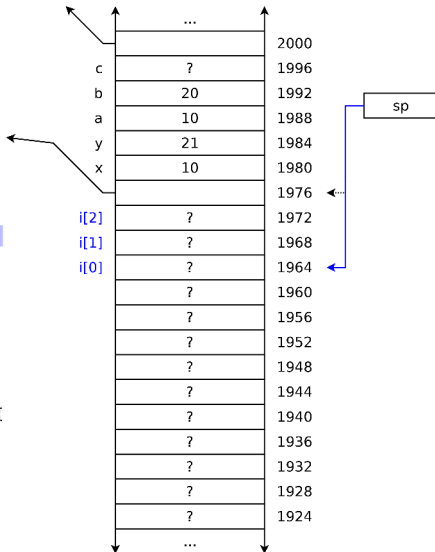 ...
2000
c ? 1996
b 20 1992
a 10 1988 sp
y 21 1984
x 10 1980
1976
i[2] ? 1972
i[1] ? 1968
i[0] ? 1964
? 1960
? 1956
? 1952
? 1948
? 1944
? 1940
? 1936
? 1932
? 1928
? 1924
...